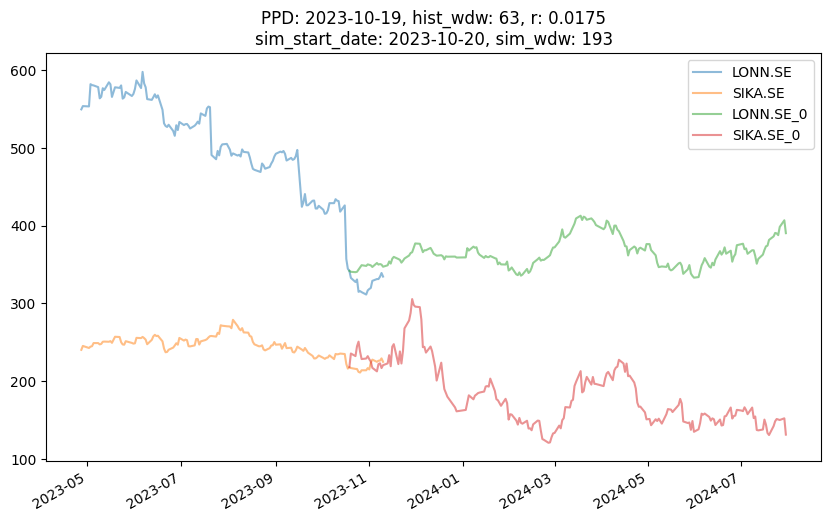 PPD: 2023-10-19, hist_wdw: 63, r: 0.0175
sim_start_date: 2023-10-20, sim_wdw: 193
LONN.SE
SIKA.SE
LONN.SE_0
SIKA.SE_0
600
500
400
300
200
100
2023-05
2023-07
2023-09
2023-11
2024-01
2024-03
2024-05
2024-07